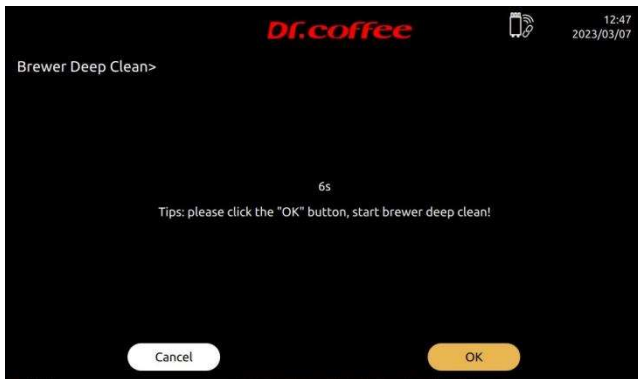 Dr.coffee
12:47
2023/03/07
Brewer Deep Clean>
6s
Tips: please click the "OK" button, start brewer deep clean!
Cancel
OK